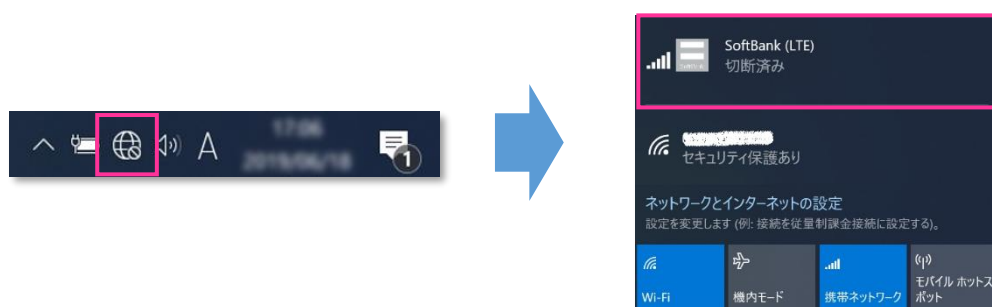 A
1
SoftBank (LTE)
切断済み
セキュリティ保護あり
ネットワークとインターネットの設定
設定を変更します (例: 接続を従量制課金接続に設定する)。
Wi-Fi
機内モード
携帯ネットワーク
モバイル ホットス
ポット